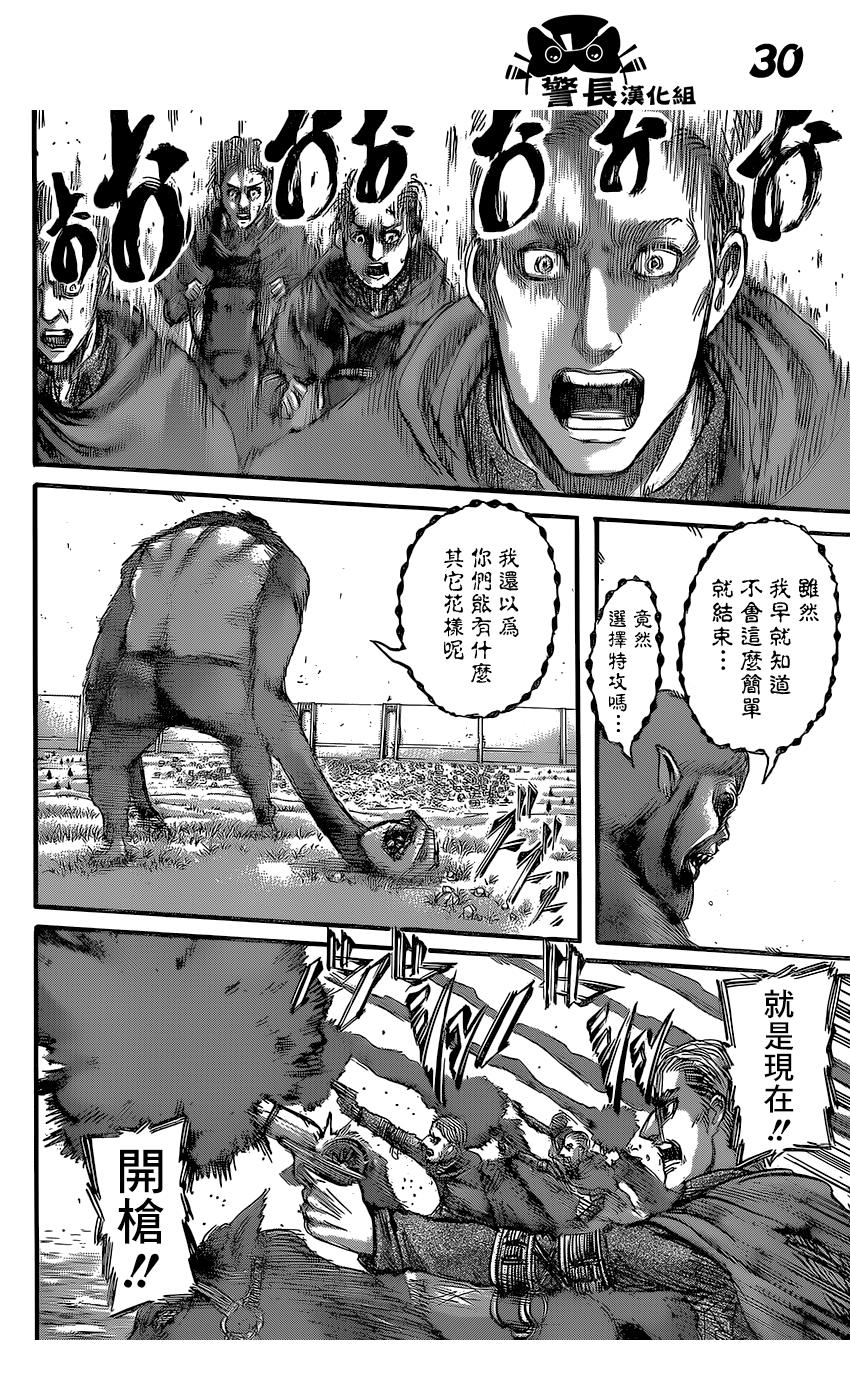 30
警長漢化組
おおおおおおお
雖然
我早就知道
不會這麼簡單
就結束…
竟然
選擇特攻嗎…
我還以為
你們能有什麼
其它花樣呢
就是現在!!
開槍!!